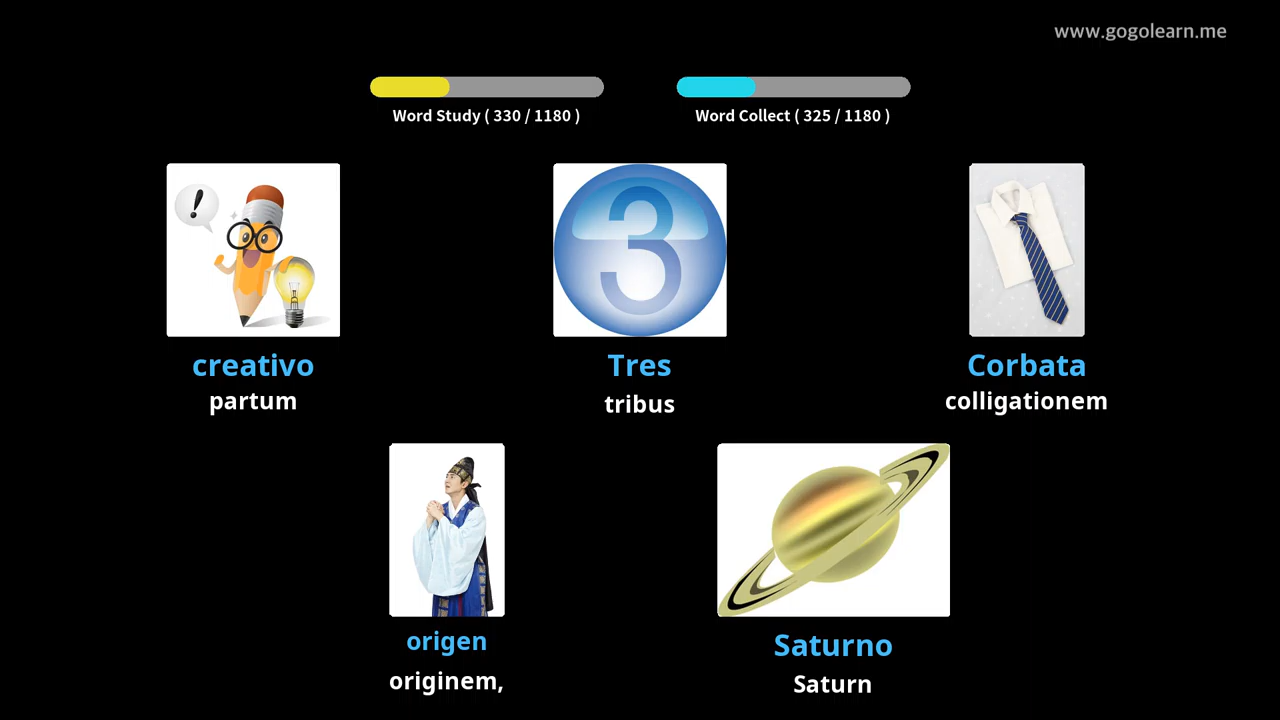 www.gogolearn.me
Word Study ( 330 / 1180 )
Word Collect ( 325 / 1180 )
!
3
creativo
partum
Tres
tribus
Corbata
colligationem
origen
originem,
Saturno
Saturn